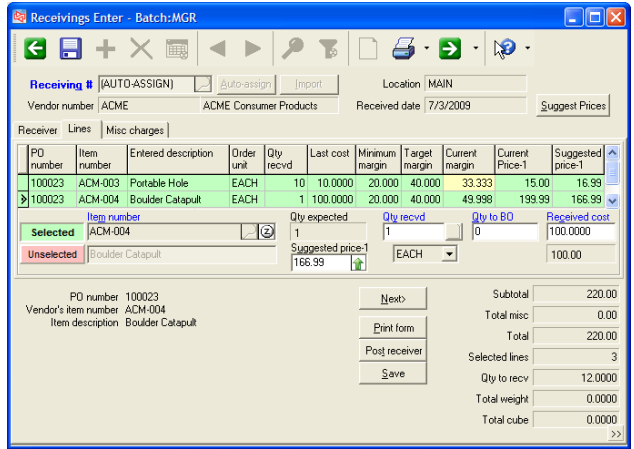 Receivings Enter - Batch:MGR
Receiving # (AUTO-ASSIGN) Auto-assign Import Location MAIN
Vendor number ACME ACME Consumer Products Received date 7/3/2009 Suggest Prices
Receiver Lines Misc charges
PO number Item number Entered description Order unit Qty recvd Last cost Minimum margin Target margin Current margin Current Price-1 Suggested price-1
100023 ACM-003 Portable Hole EACH 10 10.0000 20.000 40.000 33.333 15.00 16.99
100023 ACM-004 Boulder Catapult EACH 1 100.0000 20.000 40.000 49.998 199.99 166.99
Item number Qty expected Qty recvd Qty to BO Received cost
Selected ACM-004 Z 1 1 0 100.0000
Suggested price-1
Unselected Boulder Catapult 166.99 EACH 100.00
PO number 100023
Vendor's item number ACM-004
Item description Boulder Catapult
Next>
Print form
Post receiver
Save
Subtotal 220.00
Total misc 0.00
Total 220.00
Selected lines 3
Qty to recv 12.0000
Total weight 0.0000
Total cube 0.0000
>>